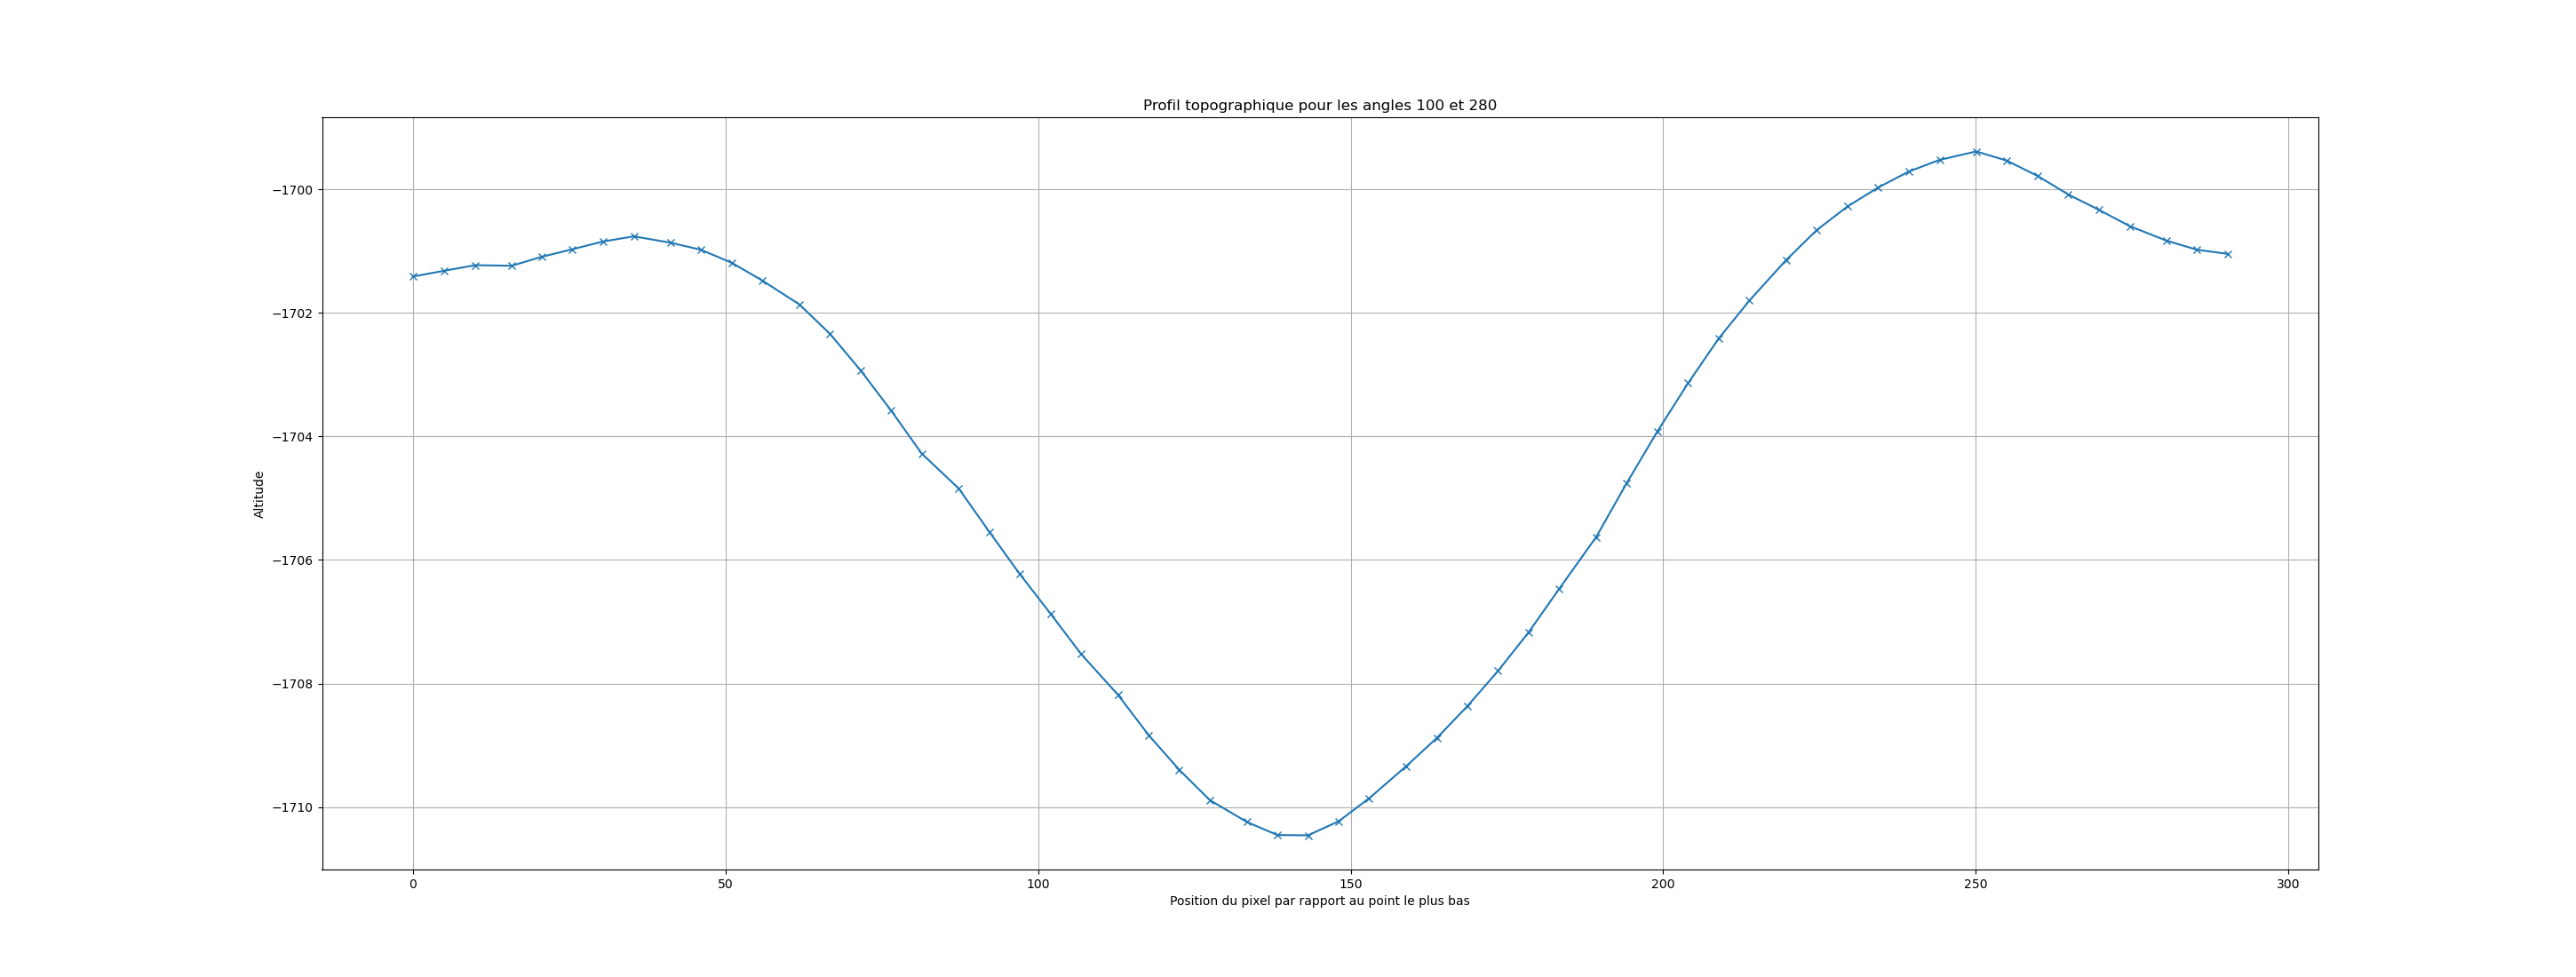 Profil topographique pour les angles 100 et 280
Altitude
−1700
−1702
−1704
−1706
−1708
−1710
0 50 100 150 200 250 300
Position du pixel par rapport au point le plus bas